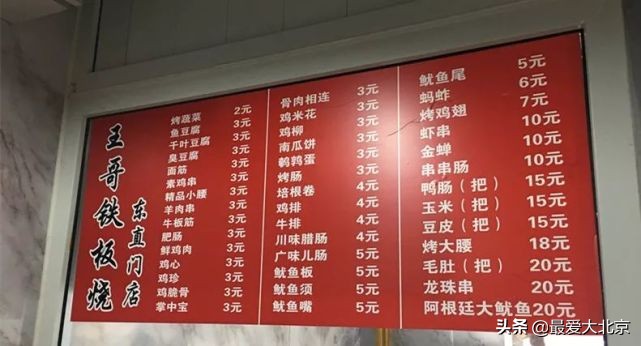 王哥铁板烧
东直门店
烤蔬菜 2元
鱼豆腐 3元
千叶豆腐 3元
臭豆腐 3元
面筋 3元
素鸡串 3元
精品小腰 3元
羊肉串 3元
牛板筋 3元
肥肠 3元
鲜鸡肉 3元
鸡心 3元
鸡珍 3元
鸡脆骨 3元
掌中宝 3元
骨肉相连 3元
鸡米花 3元
鸡柳 3元
南瓜饼 3元
鹌鹑蛋 3元
烤肠 3元
培根卷 4元
鸡排 4元
牛排 4元
川味腊肠 4元
广味儿肠 5元
鱿鱼板 5元
鱿鱼须 5元
鱿鱼嘴 5元
鱿鱼尾 5元
蚂蚱 6元
烤鸡翅 7元
虾串 10元
金蝉 10元
串串肠 10元
鸭肠（把） 15元
玉米（把） 15元
豆皮（把） 15元
烤大腰 18元
毛肚（把） 20元
龙珠串 20元
阿根廷大鱿鱼20元
头条 @最爱大北京